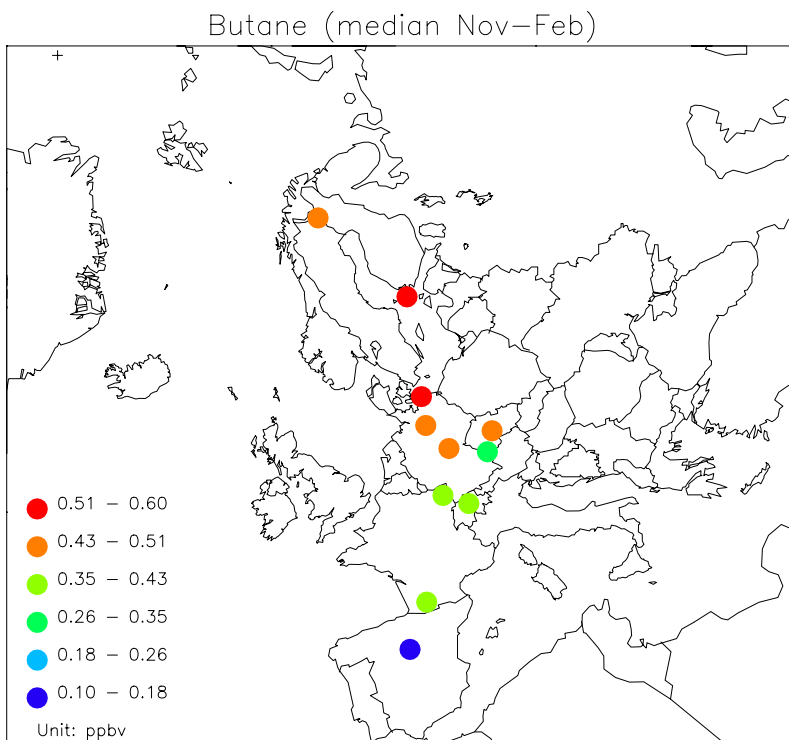 Butane (median Nov-Feb)
0.51 - 0.60
0.43 - 0.51
0.35 - 0.43
0.26 - 0.35
0.18 - 0.26
0.10 - 0.18
Unit: ppbv